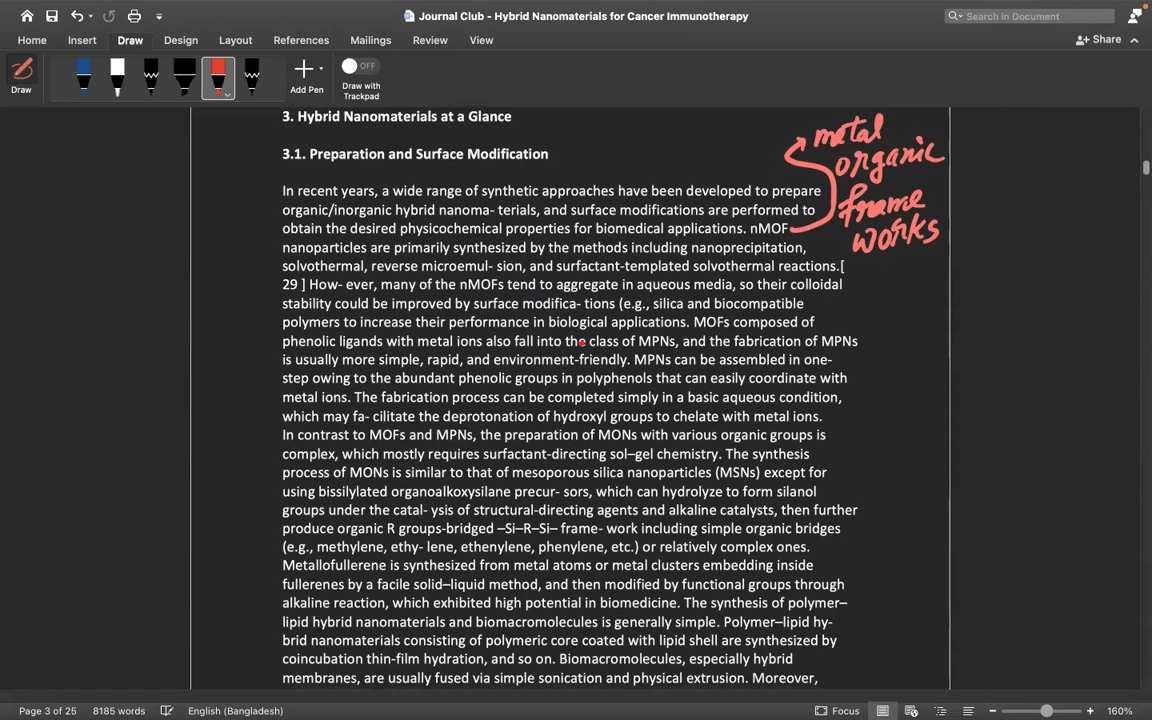 Journal Club - Hybrid Nanomaterials for Cancer Immunotherapy
Search in Document
Home Insert Draw Design Layout References Mailings Review View
Share
Draw
Add Pen
OFF
Draw with
Trackpad
3. Hybrid Nanomaterials at a Glance
3.1. Preparation and Surface Modification
metal
organic
frame
works
In recent years, a wide range of synthetic approaches have been developed to prepare
organic/inorganic hybrid nanoma- terials, and surface modifications are performed to
obtain the desired physicochemical properties for biomedical applications. nMOF
nanoparticles are primarily synthesized by the methods including nanoprecipitation,
solvothermal, reverse microemul- sion, and surfactant-templated solvothermal reactions.[
29 ] How- ever, many of the nMOFs tend to aggregate in aqueous media, so their colloidal
stability could be improved by surface modifica- tions (e.g., silica and biocompatible
polymers to increase their performance in biological applications. MOFs composed of
phenolic ligands with metal ions also fall into the class of MPNs, and the fabrication of MPNs
is usually more simple, rapid, and environment-friendly. MPNs can be assembled in one-
step owing to the abundant phenolic groups in polyphenols that can easily coordinate with
metal ions. The fabrication process can be completed simply in a basic aqueous condition,
which may fa- cilitate the deprotonation of hydroxyl groups to chelate with metal ions.
In contrast to MOFs and MPNs, the preparation of MONs with various organic groups is
complex, which mostly requires surfactant-directing sol–gel chemistry. The synthesis
process of MONs is similar to that of mesoporous silica nanoparticles (MSNs) except for
using bissilylated organoalkoxysilane precur- sors, which can hydrolyze to form silanol
groups under the catal- ysis of structural-directing agents and alkaline catalysts, then further
produce organic R groups-bridged –Si–R–Si– frame- work including simple organic bridges
(e.g., methylene, ethy- lene, ethenylene, phenylene, etc.) or relatively complex ones.
Metallofullerene is synthesized from metal atoms or metal clusters embedding inside
fullerenes by a facile solid–liquid method, and then modified by functional groups through
alkaline reaction, which exhibited high potential in biomedicine. The synthesis of polymer–
lipid hybrid nanomaterials and biomacromolecules is generally simple. Polymer–lipid hy-
brid nanomaterials consisting of polymeric core coated with lipid shell are synthesized by
coincubation thin-film hydration, and so on. Biomacromolecules, especially hybrid
membranes, are usually fused via simple sonication and physical extrusion. Moreover,
Page 3 of 25 8185 words English (Bangladesh) Focus 160%